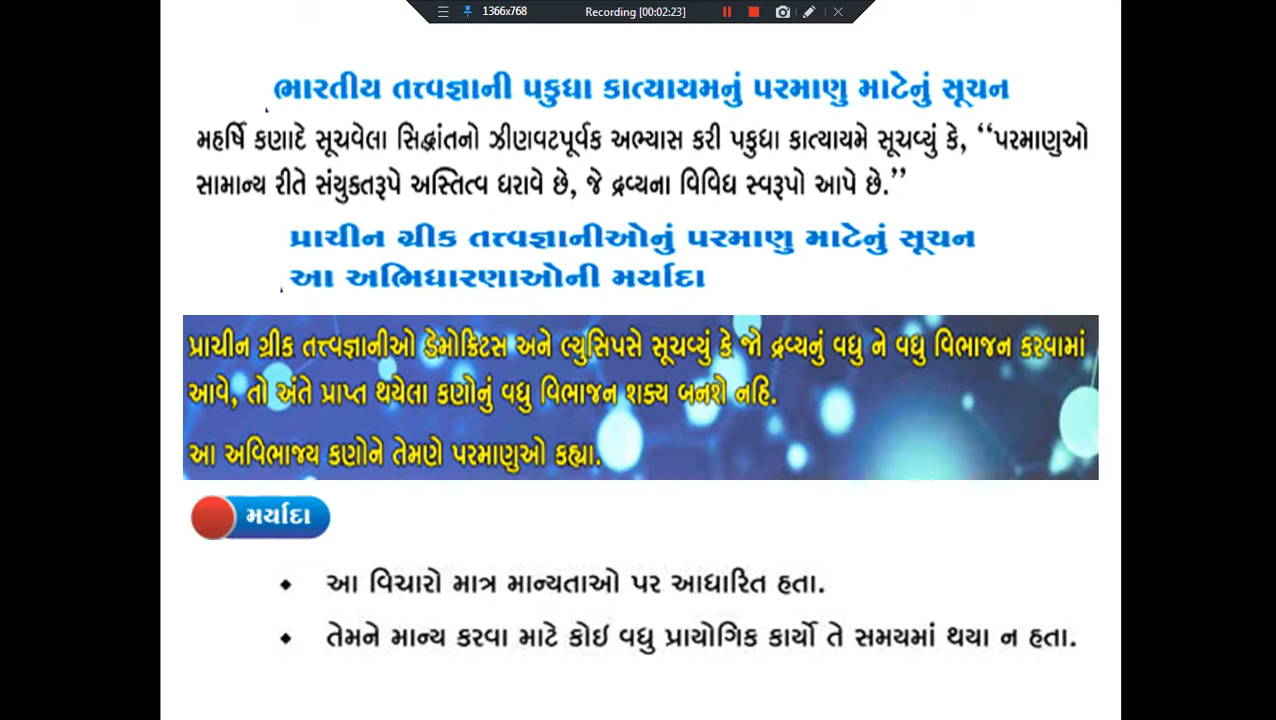 1366x768 Recording [00:02:23]
ભારતીય તત્ત્વજ્ઞાની પકુધા કાત્યાયમનું પરમાણુ માટેનું સૂચન
મહર્ષિ કણાદે સૂચવેલા સિદ્ધાંતનો ઝીણવટપૂર્વક અભ્યાસ કરી પકુધા કાત્યાયમે સૂચવ્યું કે, “પરમાણુઓ
સામાન્ય રીતે સંયુક્તરૂપે અસ્તિત્વ ધરાવે છે, જે દ્રવ્યના વિવિધ સ્વરૂપો આપે છે.”
પ્રાચીન ગ્રીક તત્ત્વજ્ઞાનીઓનું પરમાણુ માટેનું સૂચન
આ અભિધારણાઓની મર્યાદા
પ્રાચીન ગ્રીક તત્ત્વજ્ઞાનીઓ ડેમોક્રિટસ અને લ્યુસિપસે સૂચવ્યું કે જો દ્રવ્યનું વધુ ને વધુ વિભાજન કરવામાં
આવે, તો અંતે પ્રાપ્ત થયેલા કણોનું વધુ વિભાજન શક્ય બનશે નહિ.
આ અવિભાજ્ય કણોને તેમણે પરમાણુઓ કહ્યા.
મર્યાદા
◆ આ વિચારો માત્ર માન્યતાઓ પર આધારિત હતા.
◆ તેમને માન્ય કરવા માટે કોઇ વધુ પ્રાયોગિક કાર્યો તે સમયમાં થયા ન હતા.